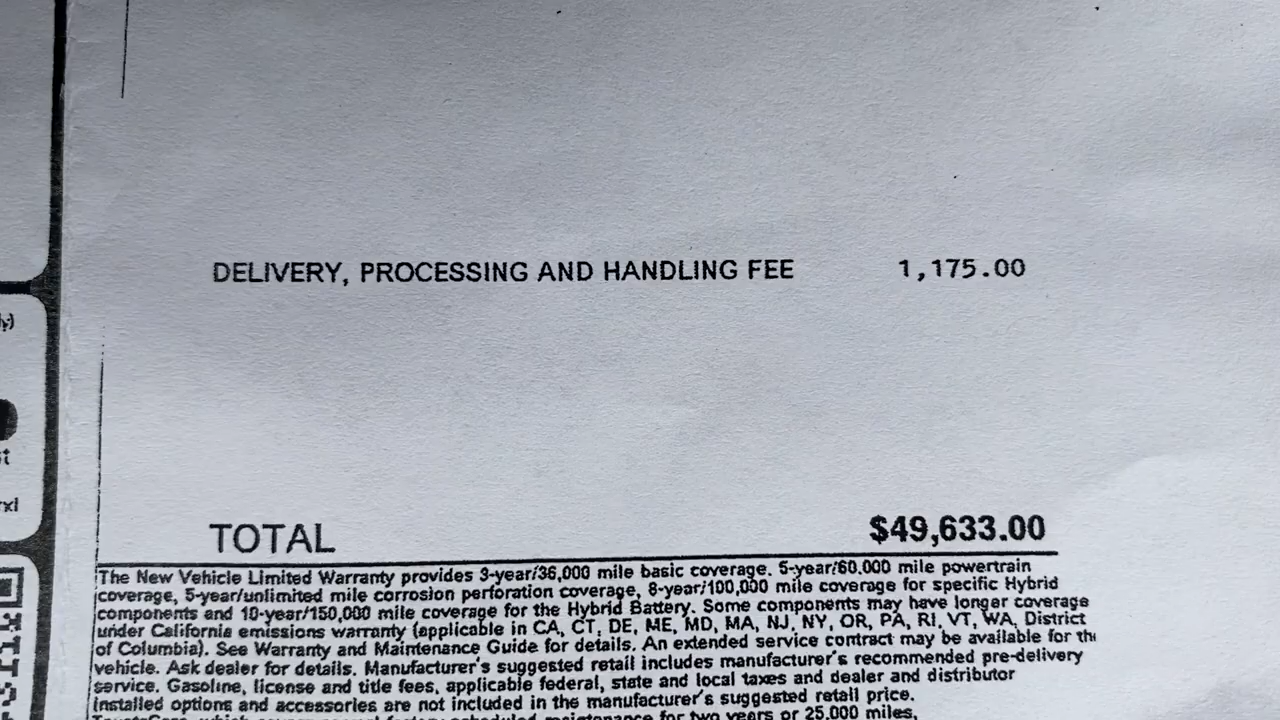 DELIVERY, PROCESSING AND HANDLING FEE 1,175.00
TOTAL $49,633.00
The New Vehicle Limited Warranty provides 3-year/36,000 mile basic coverage, 5-year/60,000 mile powertrain
coverage, 5-year/unlimited mile corrosion perforation coverage, 8-year/100,000 mile coverage for specific Hybrid
components and 10-year/150,000 mile coverage for the Hybrid Battery. Some components may have longer coverage
under California emissions warranty (applicable in CA, CT, DE, ME, MD, MA, NJ, NY, OR, PA, RI, VT, WA, District
of Columbia). See Warranty and Maintenance Guide for details. An extended service contract may be available for
vehicle. Ask dealer for details. Manufacturer's suggested retail includes manufacturer's recommended pre-delivery
service. Gasoline, license and title fees, applicable federal, state and local taxes and dealer and distributor
installed options and accessories are not included in the manufacturer's suggested retail price.
for two years or 25,000 miles,